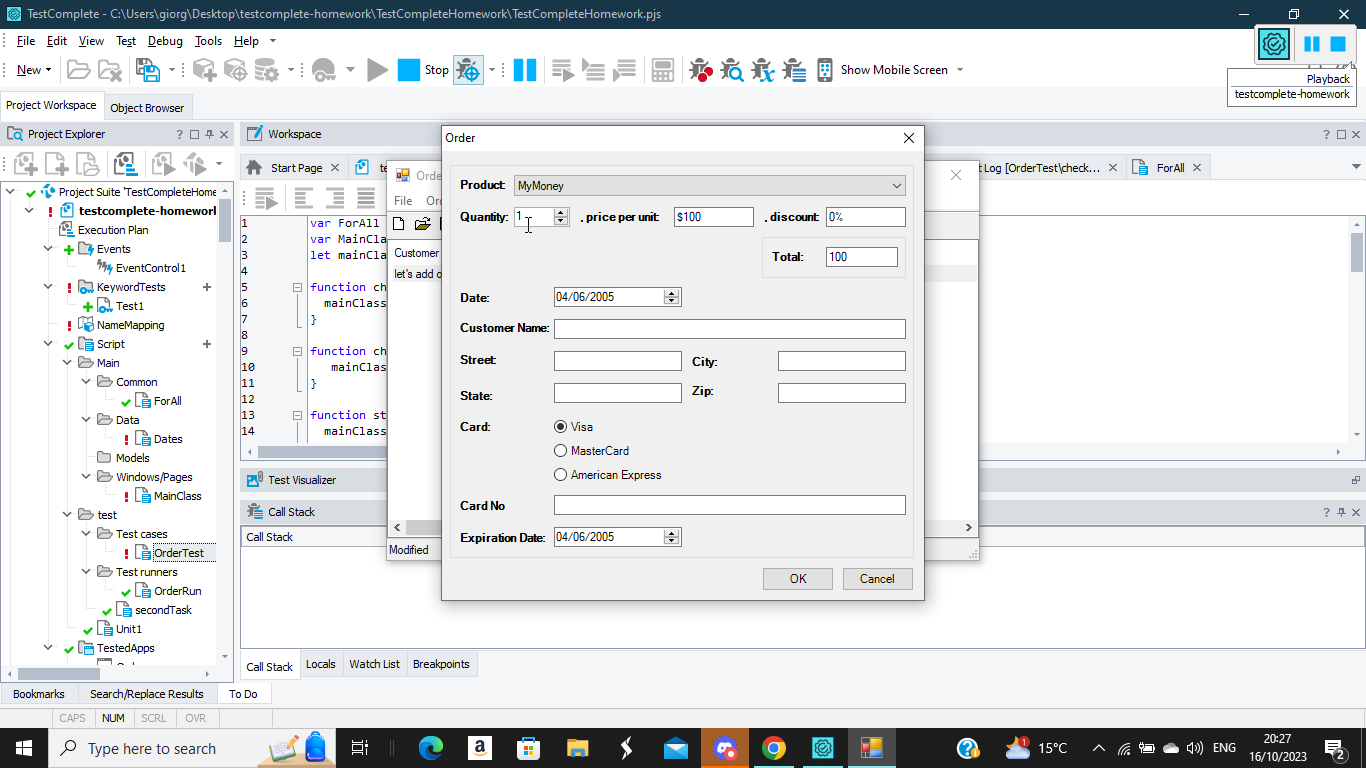 TestComplete - C:\Users\giorg\Desktop\testcomplete-homework\TestCompleteHomework\TestCompleteHomework.pjs
File Edit View Test Debug Tools Help
New Stop Show Mobile Screen
Playback
testcomplete-homework
Project Workspace Object Browser
Project Explorer Workspace
Start Page te t Log [OrderTest\check... ForAll
Project Suite 'TestCompleteHome
testcomplete-homework
Execution Plan
Events
EventControl1
KeywordTests
Test1
NameMapping
Script
Main
Common
ForAll
Data
Dates
Models
Windows/Pages
MainClass
test
Test cases
OrderTest
Test runners
OrderRun
secondTask
Unit1
TestedApps
1 var ForAll
2 var MainCla
3 let mainCla
4
5 function ch
6 mainClass
7 }
8
9 function ch
10 mainClas
11 }
12
13 function st
14 mainClass
Orde
File Or
Customer
let's add o
Modified
Order
Product: MyMoney
Quantity: 1 . price per unit: $100 . discount: 0%
Total: 100
Date: 04/06/2005
Customer Name:
Street: City:
State: Zip:
Card: Visa
MasterCard
American Express
Card No
Expiration Date: 04/06/2005
OK Cancel
Test Visualizer
Call Stack
Call Stack
Call Stack Locals Watch List Breakpoints
Bookmarks Search/Replace Results To Do
CAPS NUM SCRL OVR
Type here to search
15°C ENG 20:27
16/10/2023
2